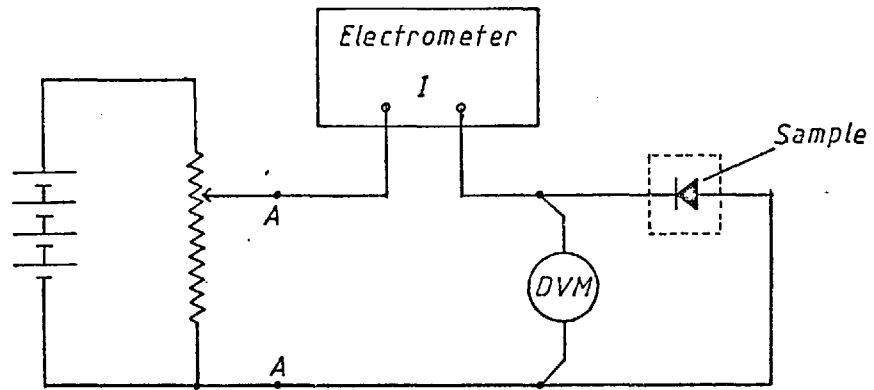 Electrometer
I
Sample
A
DVM
A